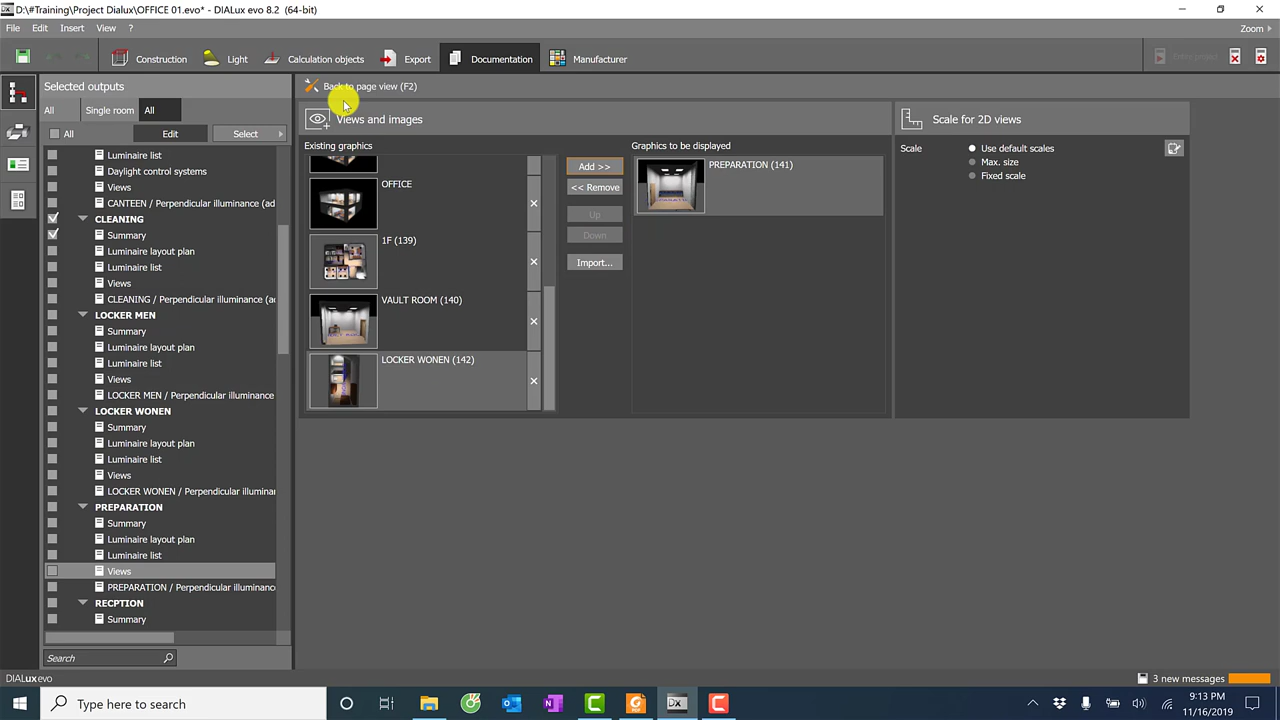 D:\#Training\Project Dialux\OFFICE 01.evo* - DIALux evo 8.2 (64-bit)
File Edit Insert View ? Zoom
Construction Light Calculation objects Export Documentation Manufacturer
Selected outputs Back to page view (F2)
All Single room All Views and images Scale for 2D views
All Edit Select
Existing graphics Graphics to be displayed Scale Use default scales
Max. size
Fixed scale
Luminaire list
Daylight control systems
Views
CANTEEN / Perpendicular illuminance (ad
CLEANING
Summary
Luminaire layout plan
Luminaire list
Views
CLEANING / Perpendicular illuminance (a
LOCKER MEN
Summary
Luminaire layout plan
Luminaire list
Views
LOCKER MEN / Perpendicular illuminance
LOCKER WONEN
Summary
Luminaire layout plan
Luminaire list
Views
LOCKER WONEN / Perpendicular illuminan
PREPARATION
Summary
Luminaire layout plan
Luminaire list
Views
PREPARATION / Perpendicular illuminance
RECPTION
Summary
Search
OFFICE
1F (139)
VAULT ROOM (140)
LOCKER WONEN (142)
Add >>
<< Remove
Up
Down
Import...
PREPARATION (141)
DIALux evo 3 new messages
Type here to search
9:13 PM
11/16/2019